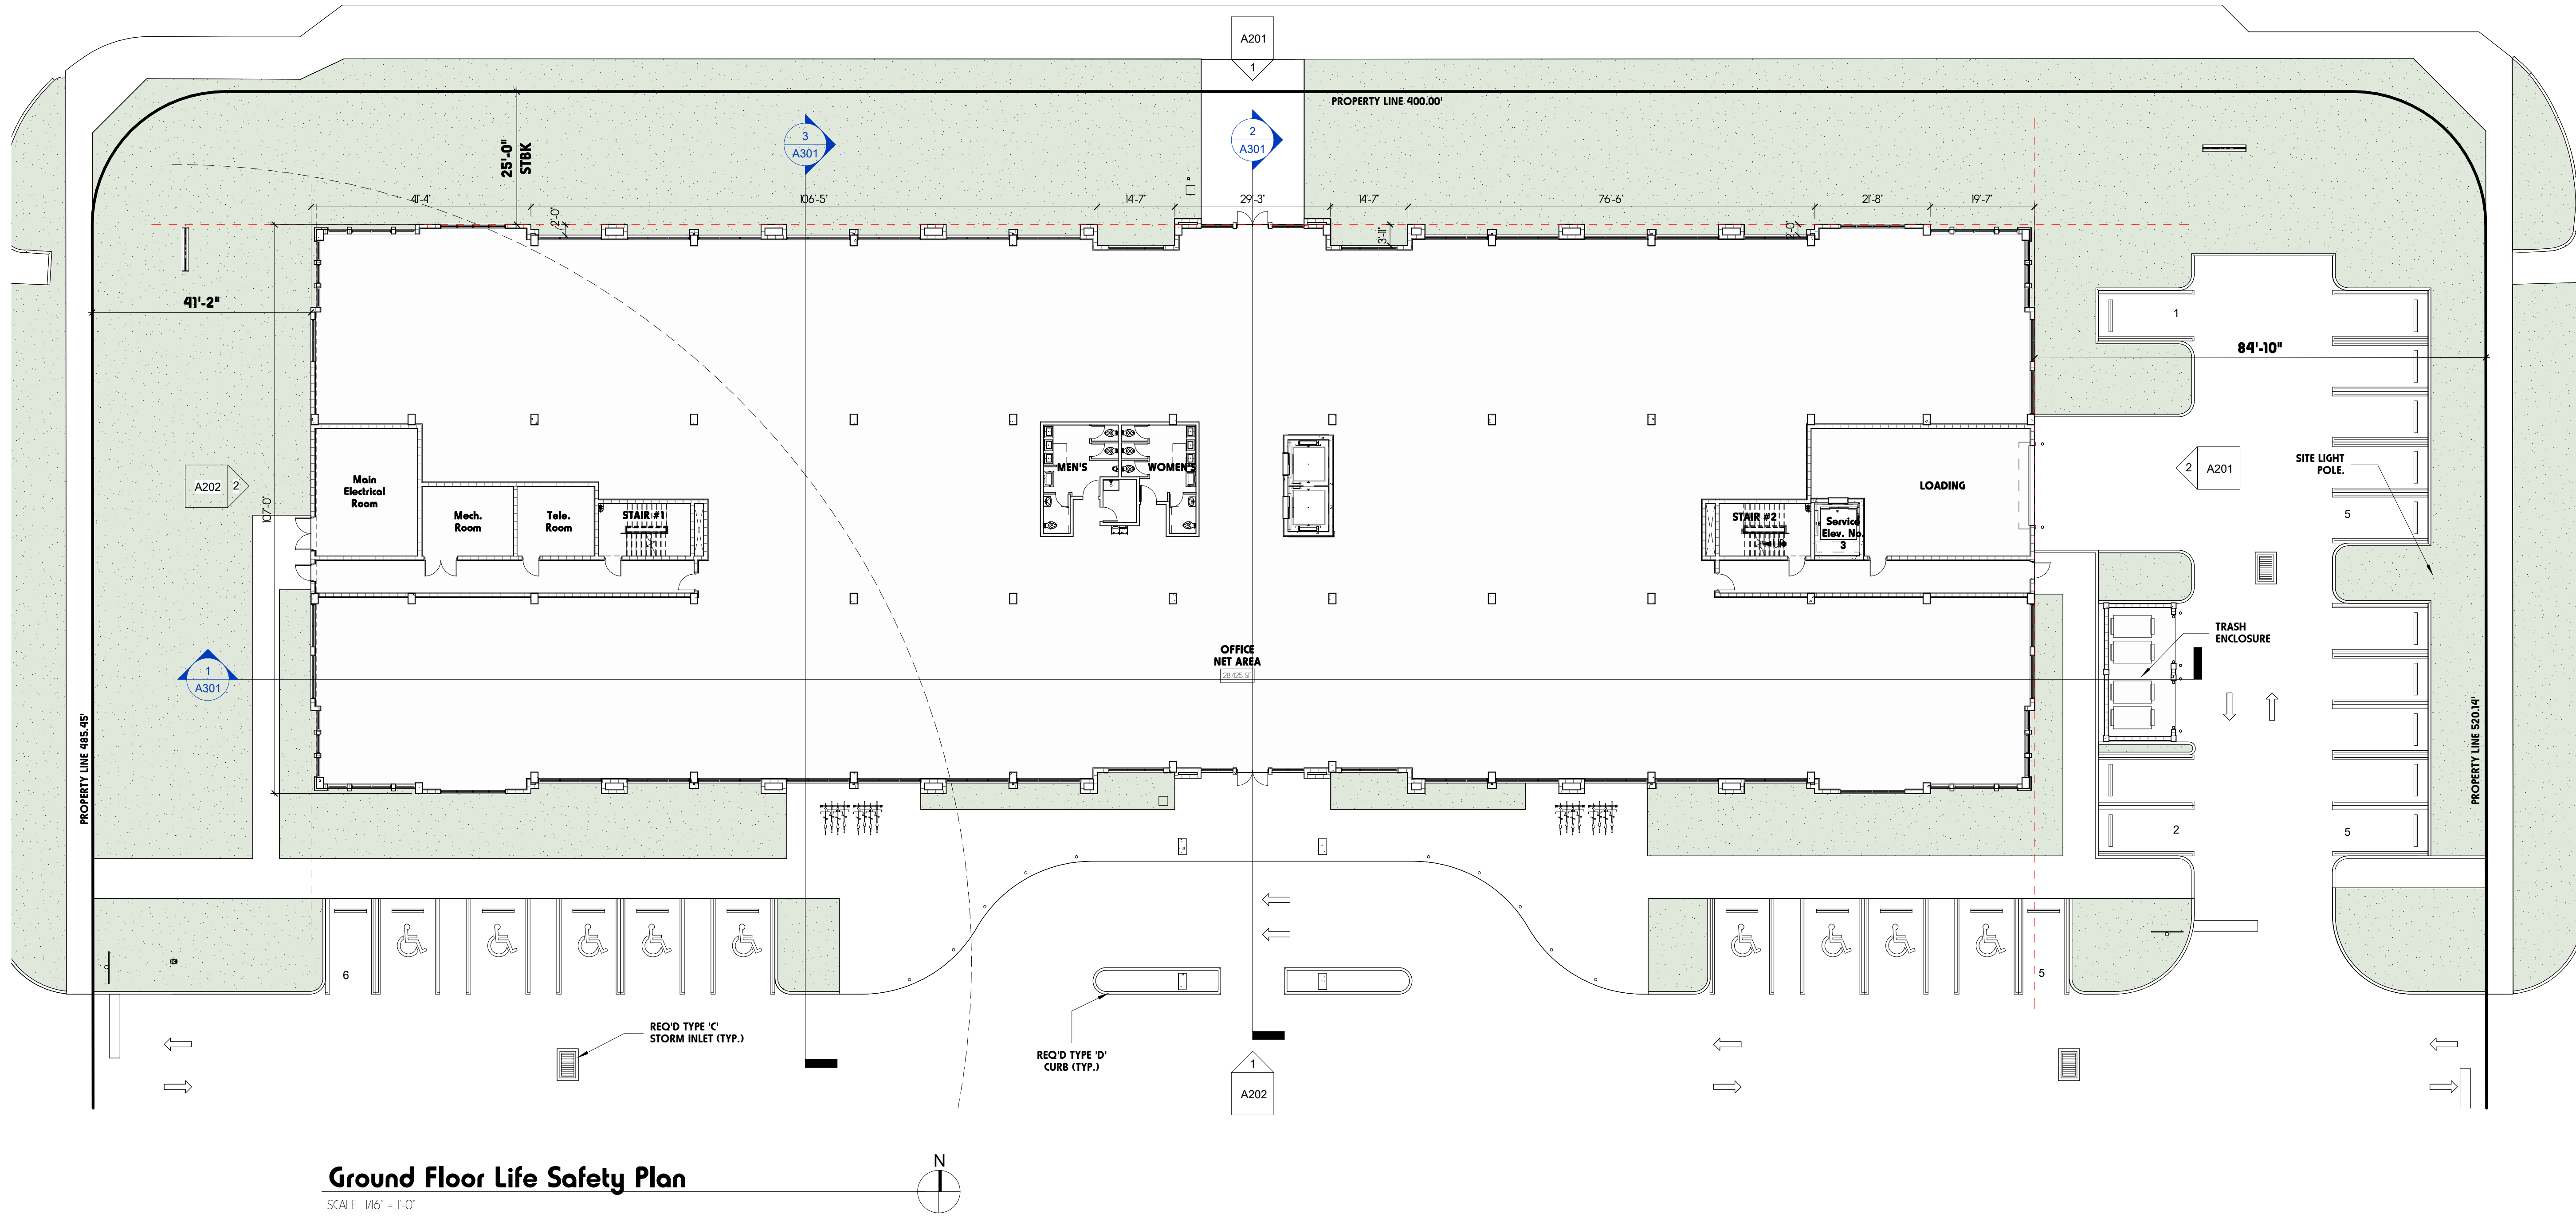 A201
1
PROPERTY LINE 400.00'
3
A301
2
A301
25'-0"
STBK
41'-4"
106'-5"
14'-7"
29'-3"
14'-7"
76'-6"
21'-8"
19'-7"
2'-0"
3'-11"
2'-0"
41'-2"
84'-10"
1
107'-0"
A202
2
Main
Electrical
Room
Mech.
Room
Tele.
Room
STAIR #1
MEN'S
WOMEN'S
STAIR #2
UP
Service
Elev. No.
3
LOADING
2
A201
SITE LIGHT
POLE.
5
TRASH
ENCLOSURE
OFFICE
NET AREA
28,425 SF
1
A301
PROPERTY LINE 485.45'
PROPERTY LINE 520.14'
2
5
6
5
REQ'D TYPE 'C'
STORM INLET (TYP.)
REQ'D TYPE 'D'
CURB (TYP.)
1
A202
Ground Floor Life Safety Plan
SCALE: 1/16" = 1'-0"
N